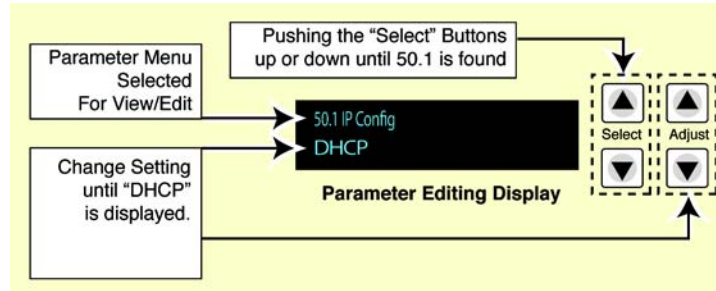 Pushing the “Select” Buttons
up or down until 50.1 is found
Parameter Menu
Selected
For View/Edit
50.1 IP Config
DHCP
Select
Adjust
Change Setting
until “DHCP”
is displayed.
Parameter Editing Display